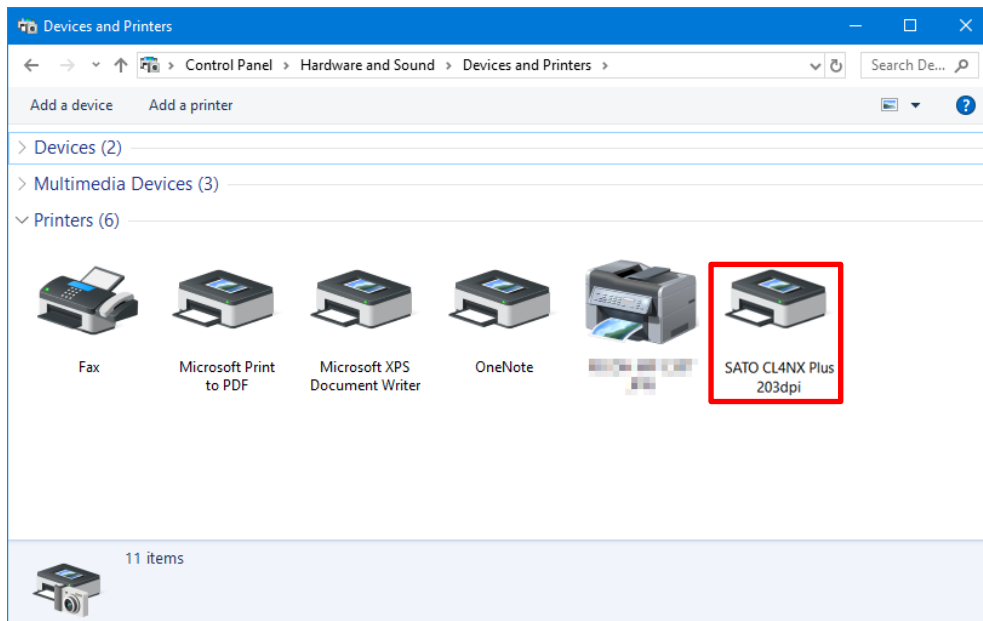 Devices and Printers
Control Panel > Hardware and Sound > Devices and Printers >
Search De...
Add a device Add a printer
?
Devices (2)
Multimedia Devices (3)
Printers (6)
Fax
Microsoft Print
to PDF
Microsoft XPS
Document Writer
OneNote
SATO CL4NX Plus
203dpi
11 items